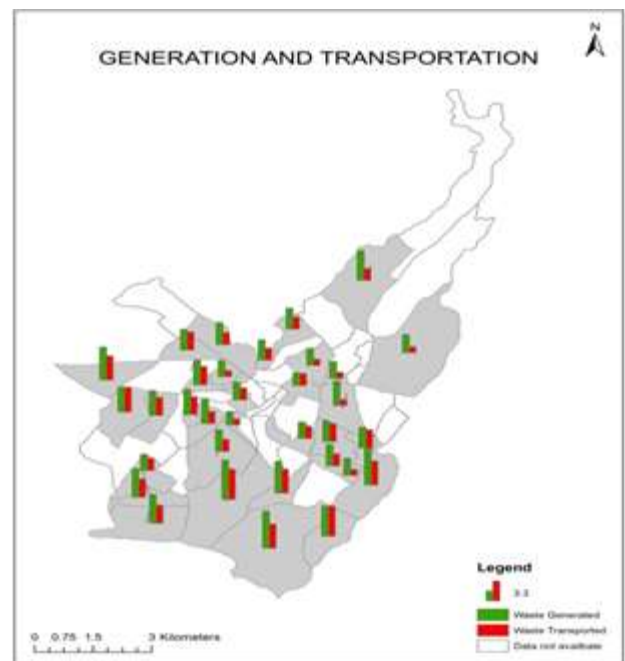 N
GENERATION AND TRANSPORTATION
Legend
3.3
Waste Generated
Waste Transported
Data not availbale
0 0.75 1.5 3 Kilometers